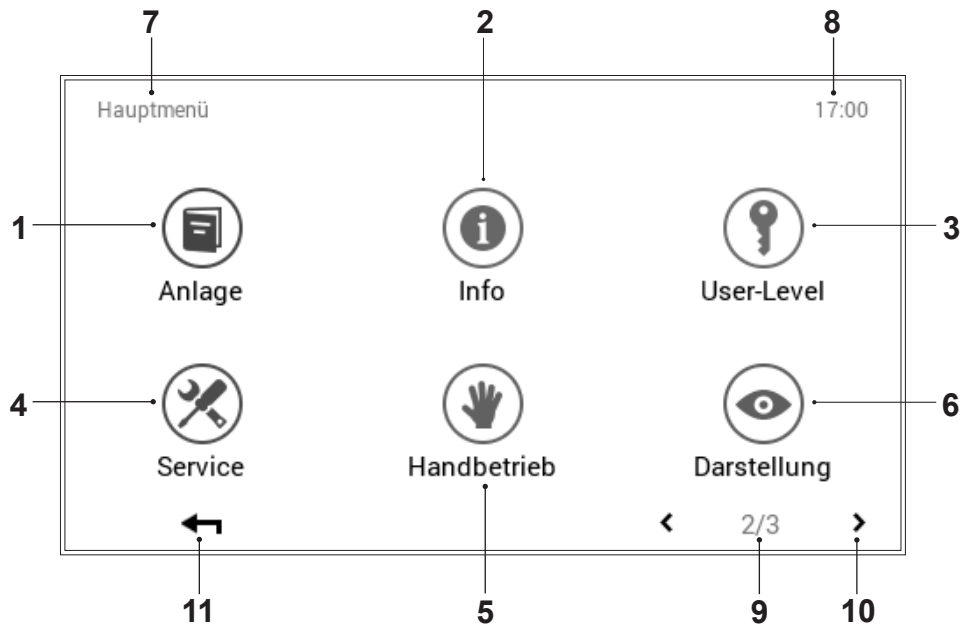 7 2 8
Hauptmenü 17:00
1 3
Anlage Info User-Level
4 6
Service Handbetrieb Darstellung
2/3
11 5 9 10